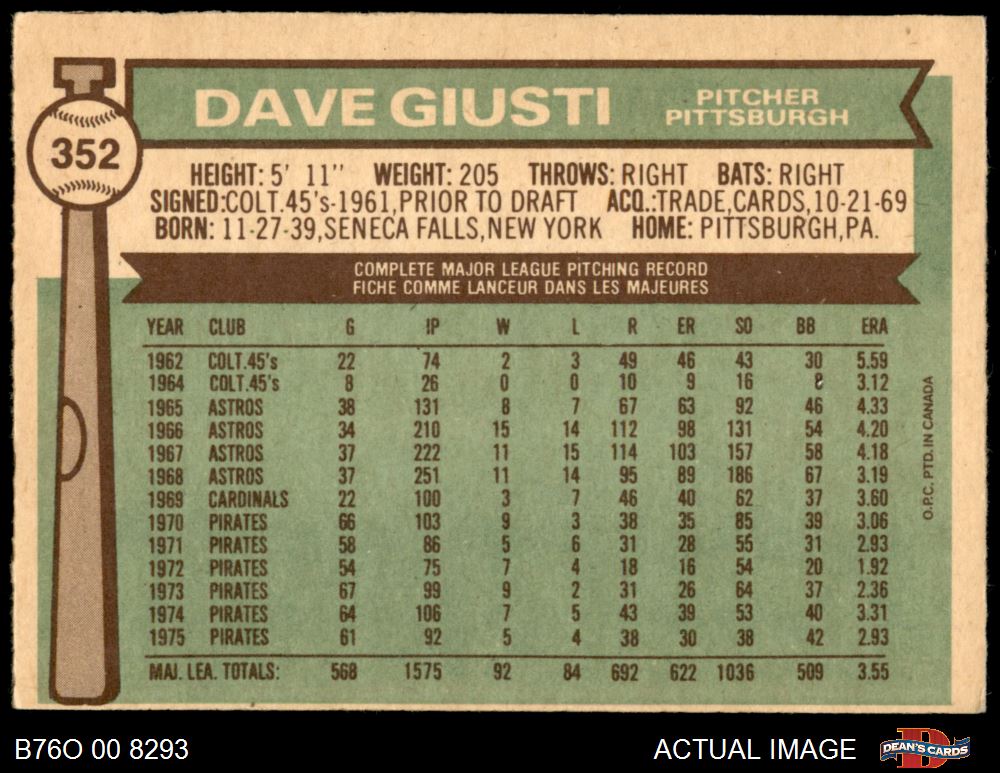 DAVE GIUSTI
PITCHER
PITTSBURGH
352
HEIGHT: 5' 11" WEIGHT: 205 THROWS: RIGHT BATS: RIGHT
SIGNED: COLT.45's-1961, PRIOR TO DRAFT ACQ.: TRADE, CARDS, 10-21-69
BORN: 11-27-39, SENECA FALLS, NEW YORK HOME: PITTSBURGH, PA.
COMPLETE MAJOR LEAGUE PITCHING RECORD
FICHE COMME LANCEUR DANS LES MAJEURES
YEAR CLUB G IP W L R ER SO BB ERA
1962 COLT.45's 22 74 2 3 49 46 43 30 5.59
1964 COLT.45's 8 26 0 0 10 9 16 8 3.12
1965 ASTROS 38 131 8 7 67 63 92 46 4.33
1966 ASTROS 34 210 15 14 112 98 131 54 4.20
1967 ASTROS 37 222 11 15 114 103 157 58 4.18
1968 ASTROS 37 251 11 14 95 89 186 67 3.19
1969 CARDINALS 22 100 3 7 46 40 62 37 3.60
1970 PIRATES 66 103 9 3 38 35 85 39 3.06
1971 PIRATES 58 86 5 6 31 28 55 31 2.93
1972 PIRATES 54 75 7 4 18 16 54 20 1.92
1973 PIRATES 67 99 9 2 31 26 64 37 2.36
1974 PIRATES 64 106 7 5 43 39 53 40 3.31
1975 PIRATES 61 92 5 4 38 30 38 42 2.93
MAJ. LEA. TOTALS: 568 1575 92 84 692 622 1036 509 3.55
O.P.C. PTD. IN CANADA
B76O 00 8293
ACTUAL IMAGE
DEAN'S CARDS